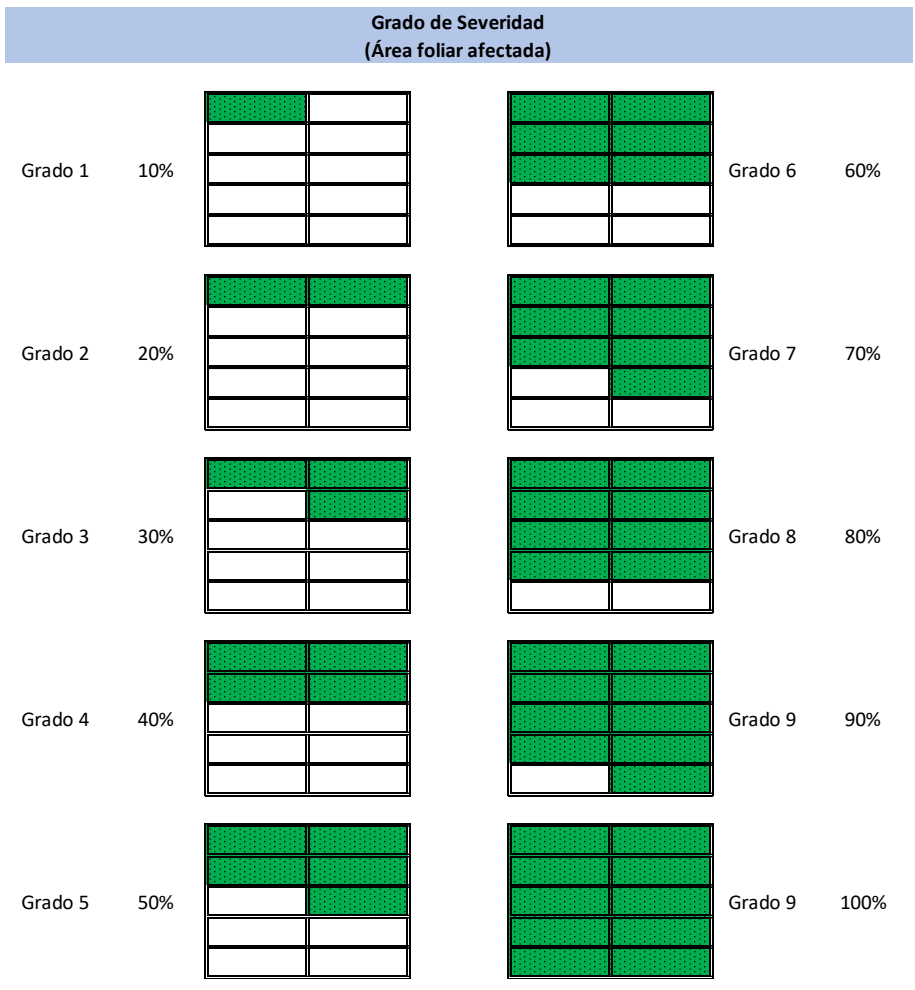 Grado de Severidad
(Área foliar afectada)
Grado 1 10% Grado 6 60%
Grado 2 20% Grado 7 70%
Grado 3 30% Grado 8 80%
Grado 4 40% Grado 9 90%
Grado 5 50% Grado 9 100%